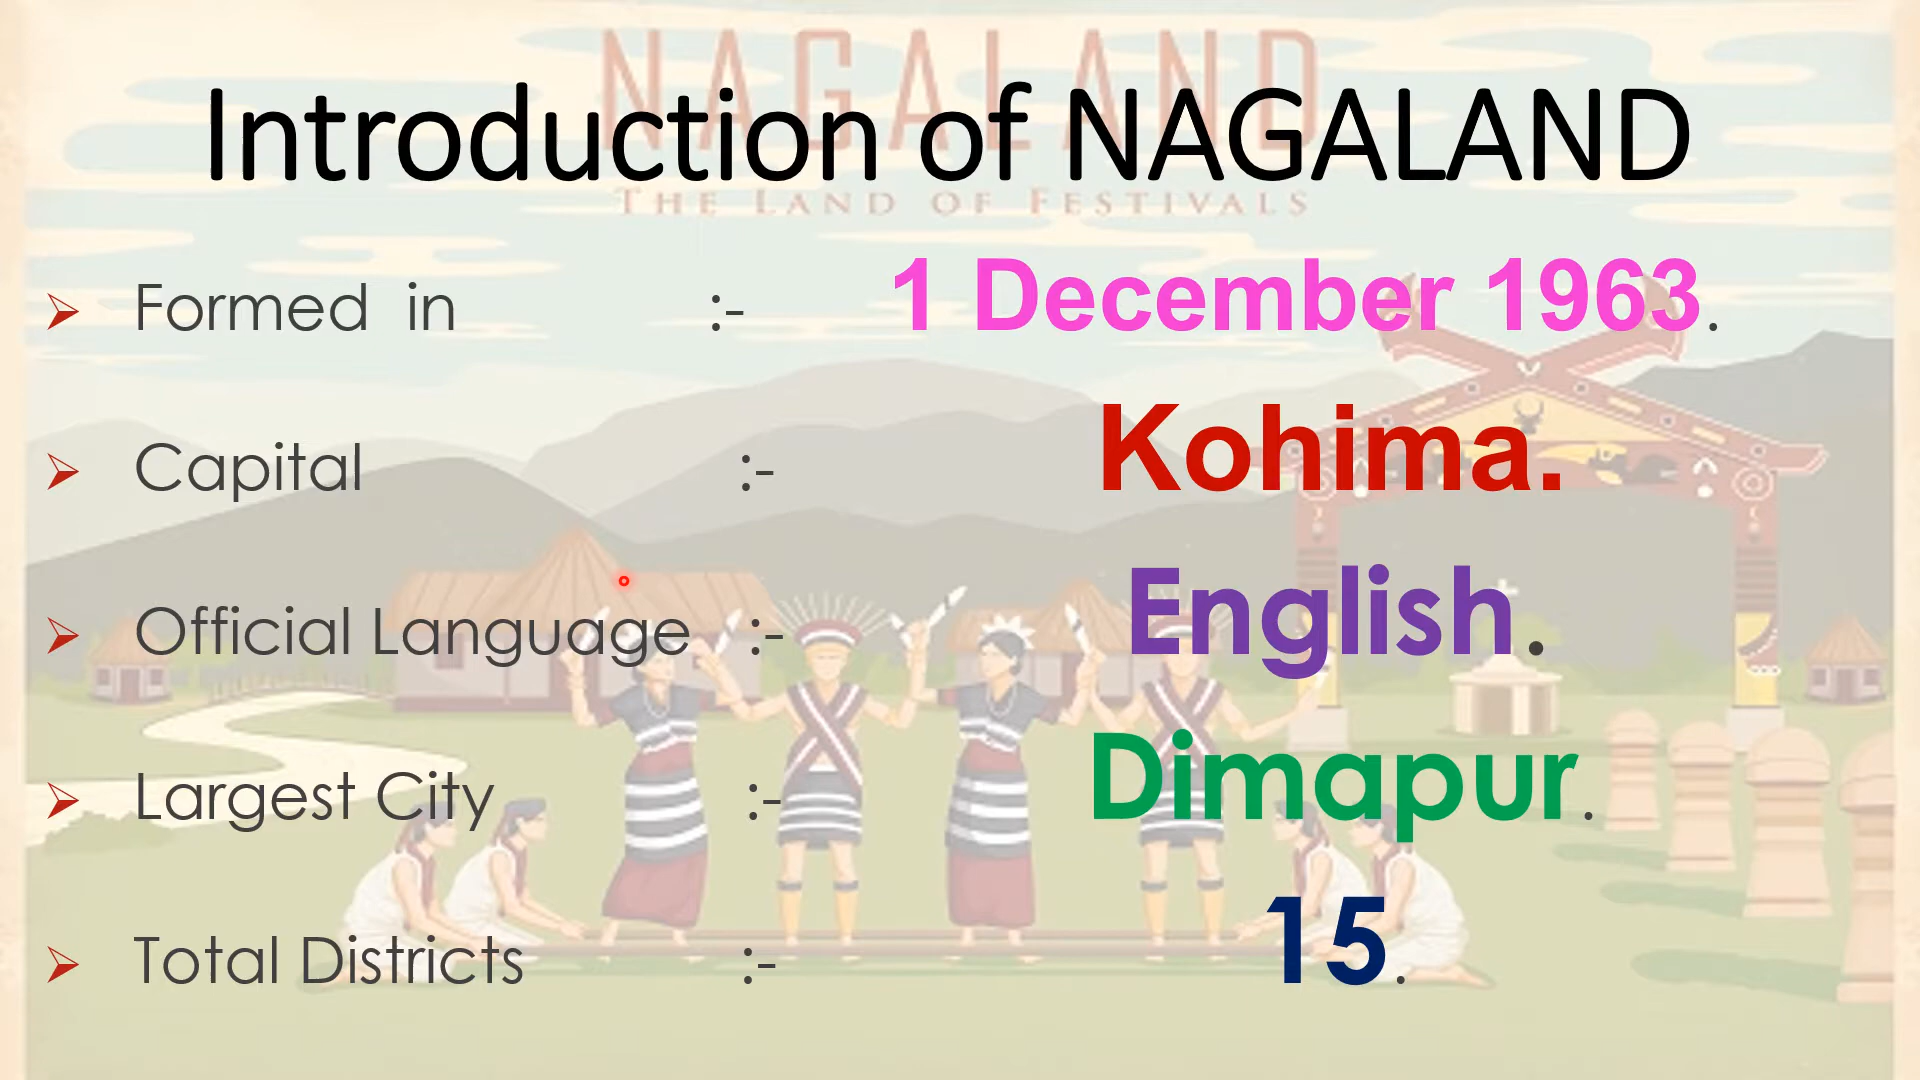 NAGALAND
Introduction of NAGALAND
THE LAND OF FESTIVALS
➢ Formed in :- 1 December 1963.
➢ Capital :- Kohima.
➢ Official Language :- English.
➢ Largest City :- Dimapur.
➢ Total Districts :- 15.